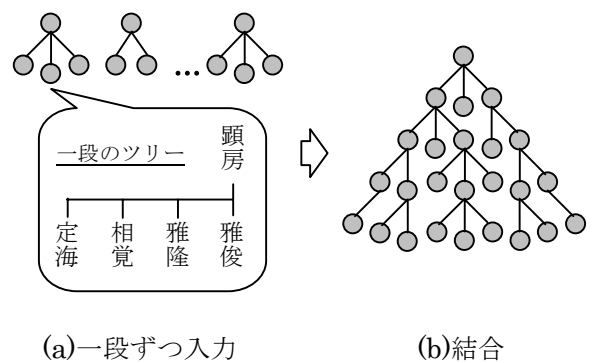 …
一段のツリー
顕房
雅俊
雅隆
相覚
定海
(a)一段ずつ入力
(b)結合